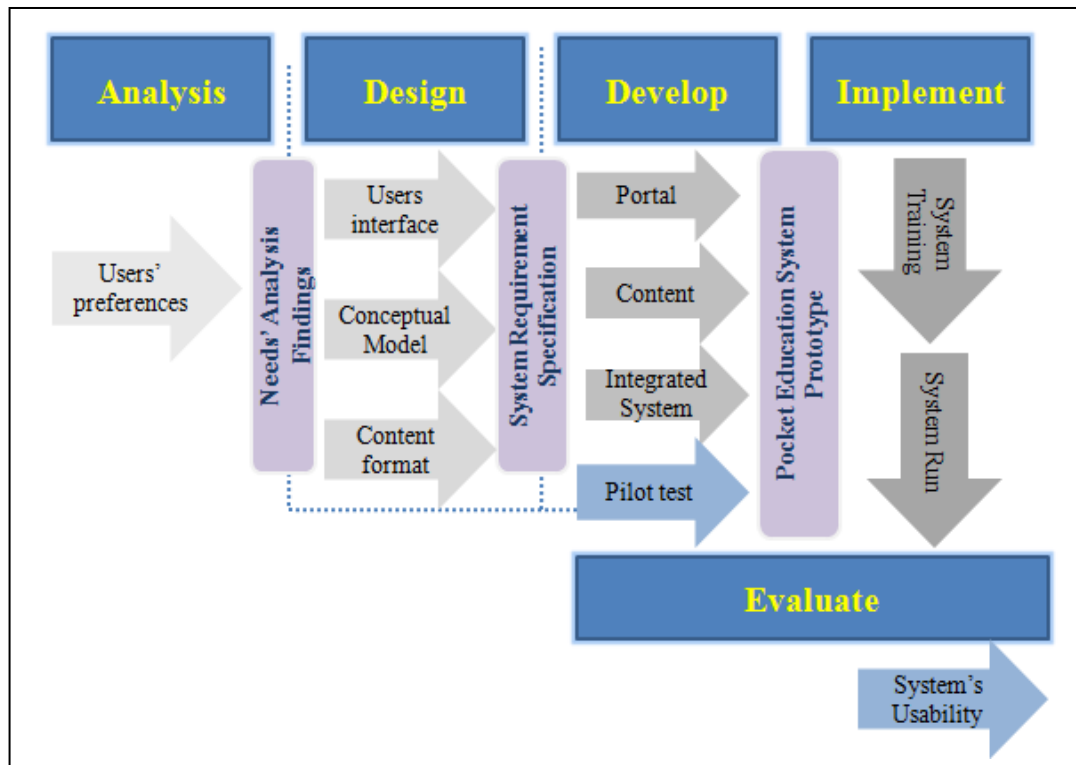 Analysis
Design
Develop
Implement
Users’
preferences
Needs’ Analysis
Findings
Users
interface
Conceptual
Model
Content
format
System Requirement
Specification
Portal
Content
Integrated
System
Pilot test
Pocket Education System
Prototype
System
Training
System Run
Evaluate
System’s
Usability